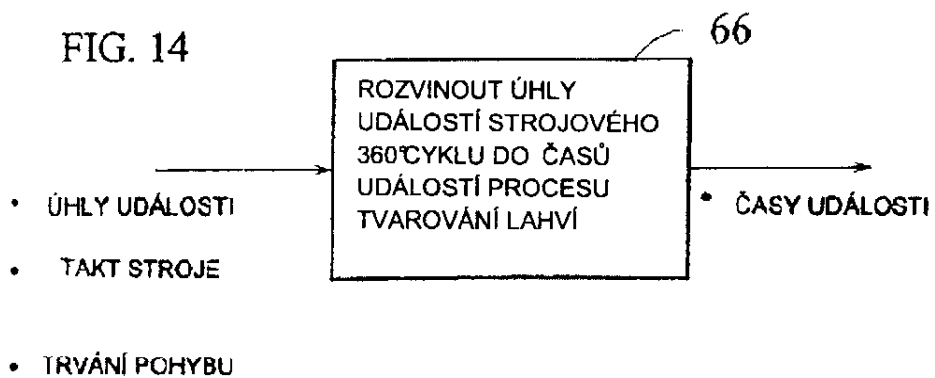 FIG. 14
66
ROZVINOUT ÚHLY
UDÁLOSTÍ STROJOVÉHO
360°CYKLU DO ČASŮ
UDÁLOSTÍ PROCESU
TVAROVÁNÍ LAHVÍ
• ÚHLY UDÁLOSTI
• TAKT STROJE
• TRVÁNÍ POHYBU
• ČASY UDÁLOSTI